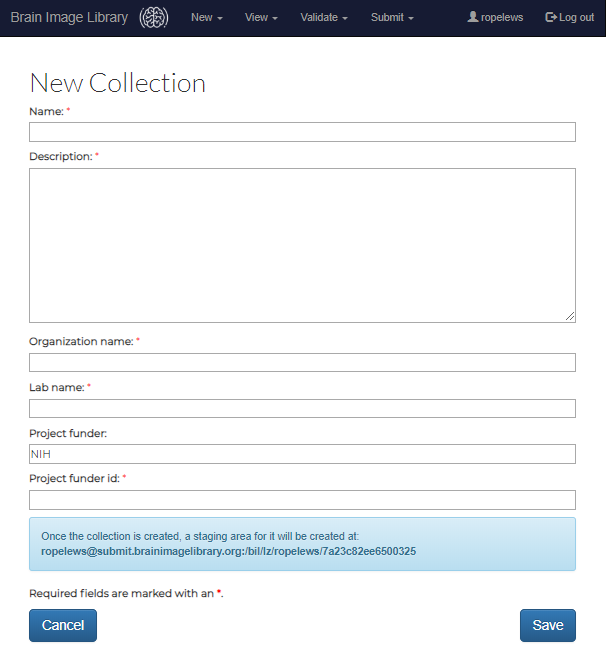 Brain Image Library New View Validate Submit ropelews Log out
New Collection
Name: *
Description: *
Organization name: *
Lab name: *
Project funder:
NIH
Project funder id: *
Once the collection is created, a staging area for it will be created at:
ropelews@submit.brainimagelibrary.org:/bil/lz/ropelews/7a23c82ee6500325
Required fields are marked with an *.
Cancel Save